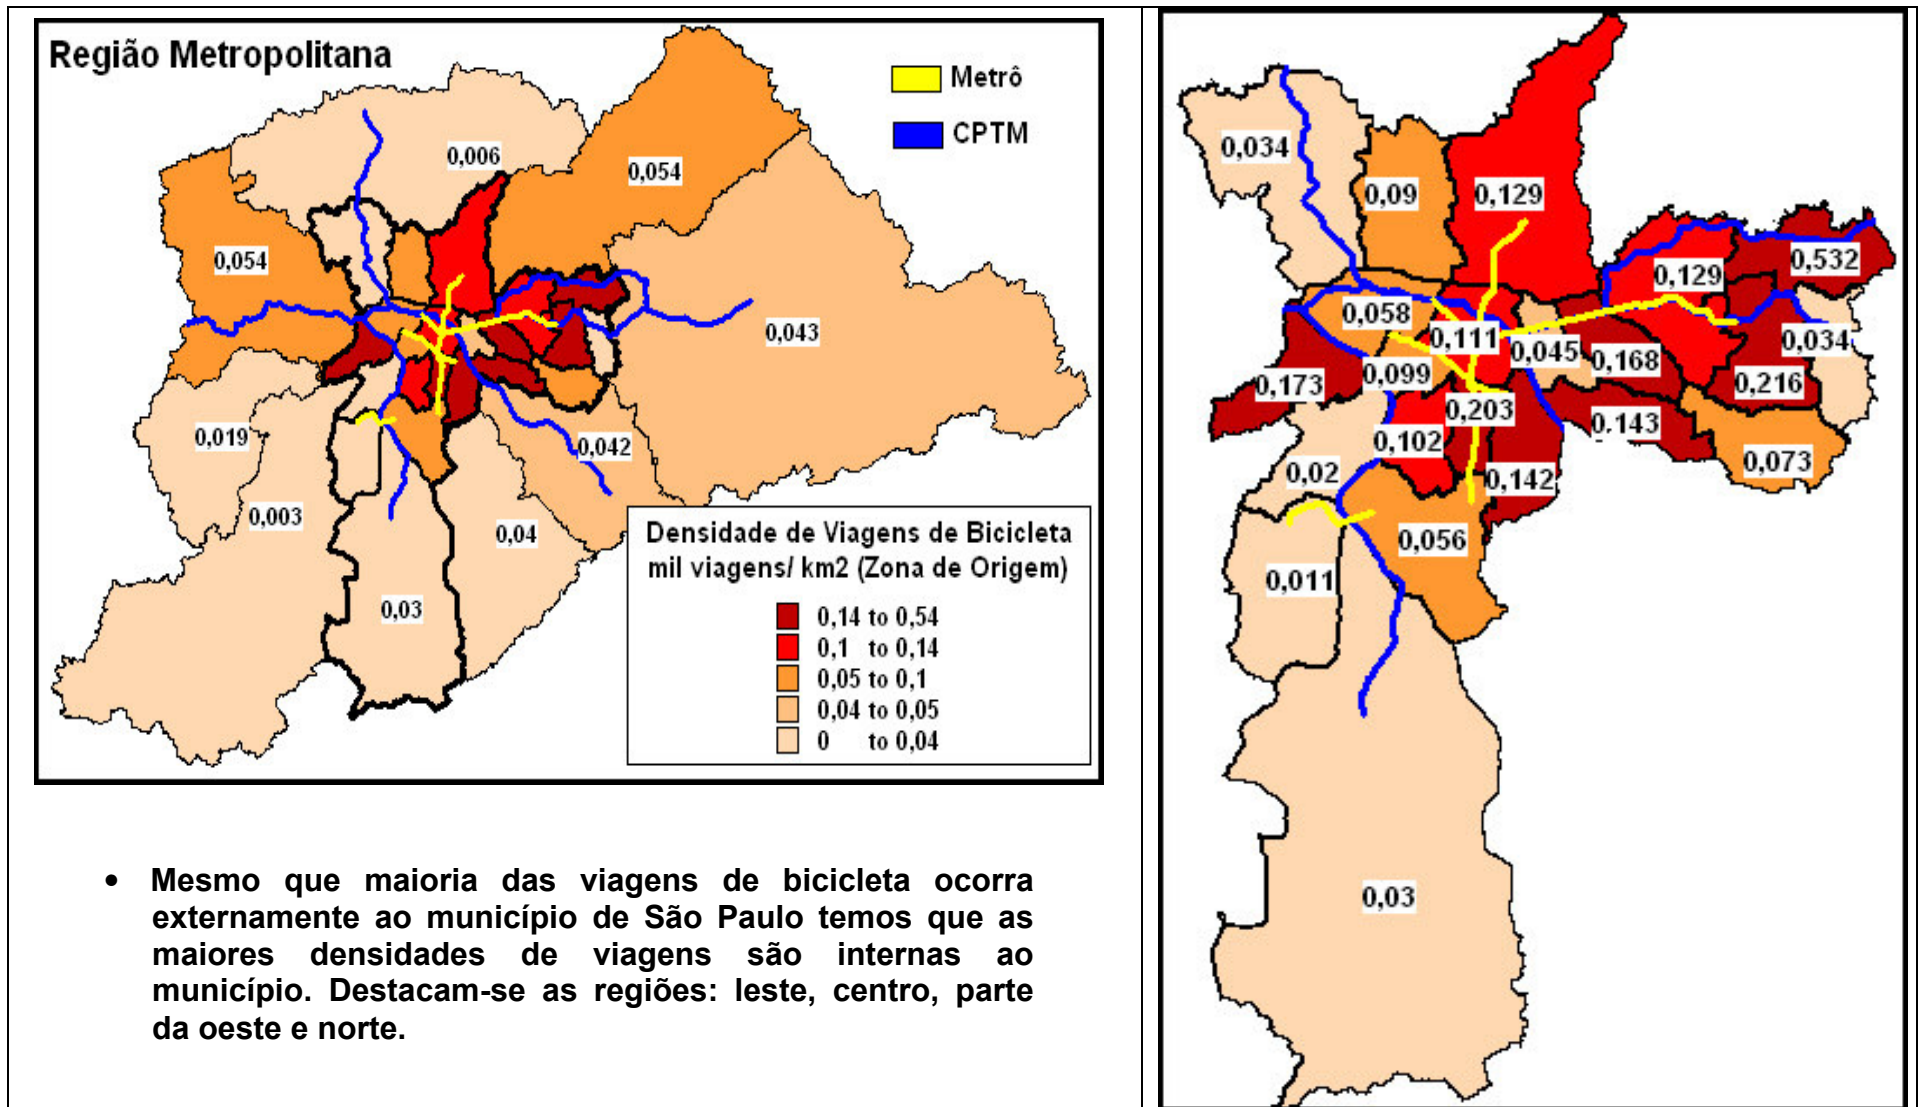 Região Metropolitana
Metrô
CPTM
0,006
0,054
0,054
0,043
0,019
0,042
0,003
0,04
0,03
Densidade de Viagens de Bicicleta
mil viagens/ km2 (Zona de Origem)
0,14 to 0,54
0,1 to 0,14
0,05 to 0,1
0,04 to 0,05
0 to 0,04
• Mesmo que maioria das viagens de bicicleta ocorra
externamente ao município de São Paulo temos que as
maiores densidades de viagens são internas ao
município. Destacam-se as regiões: leste, centro, parte
da oeste e norte.
0,034
0,09
0,129
0,129
0,532
0,058
0,111
0,045
0,168
0,034
0,173
0,099
0,216
0,203
0,102
0,143
0,073
0,02
0,142
0,056
0,011
0,03